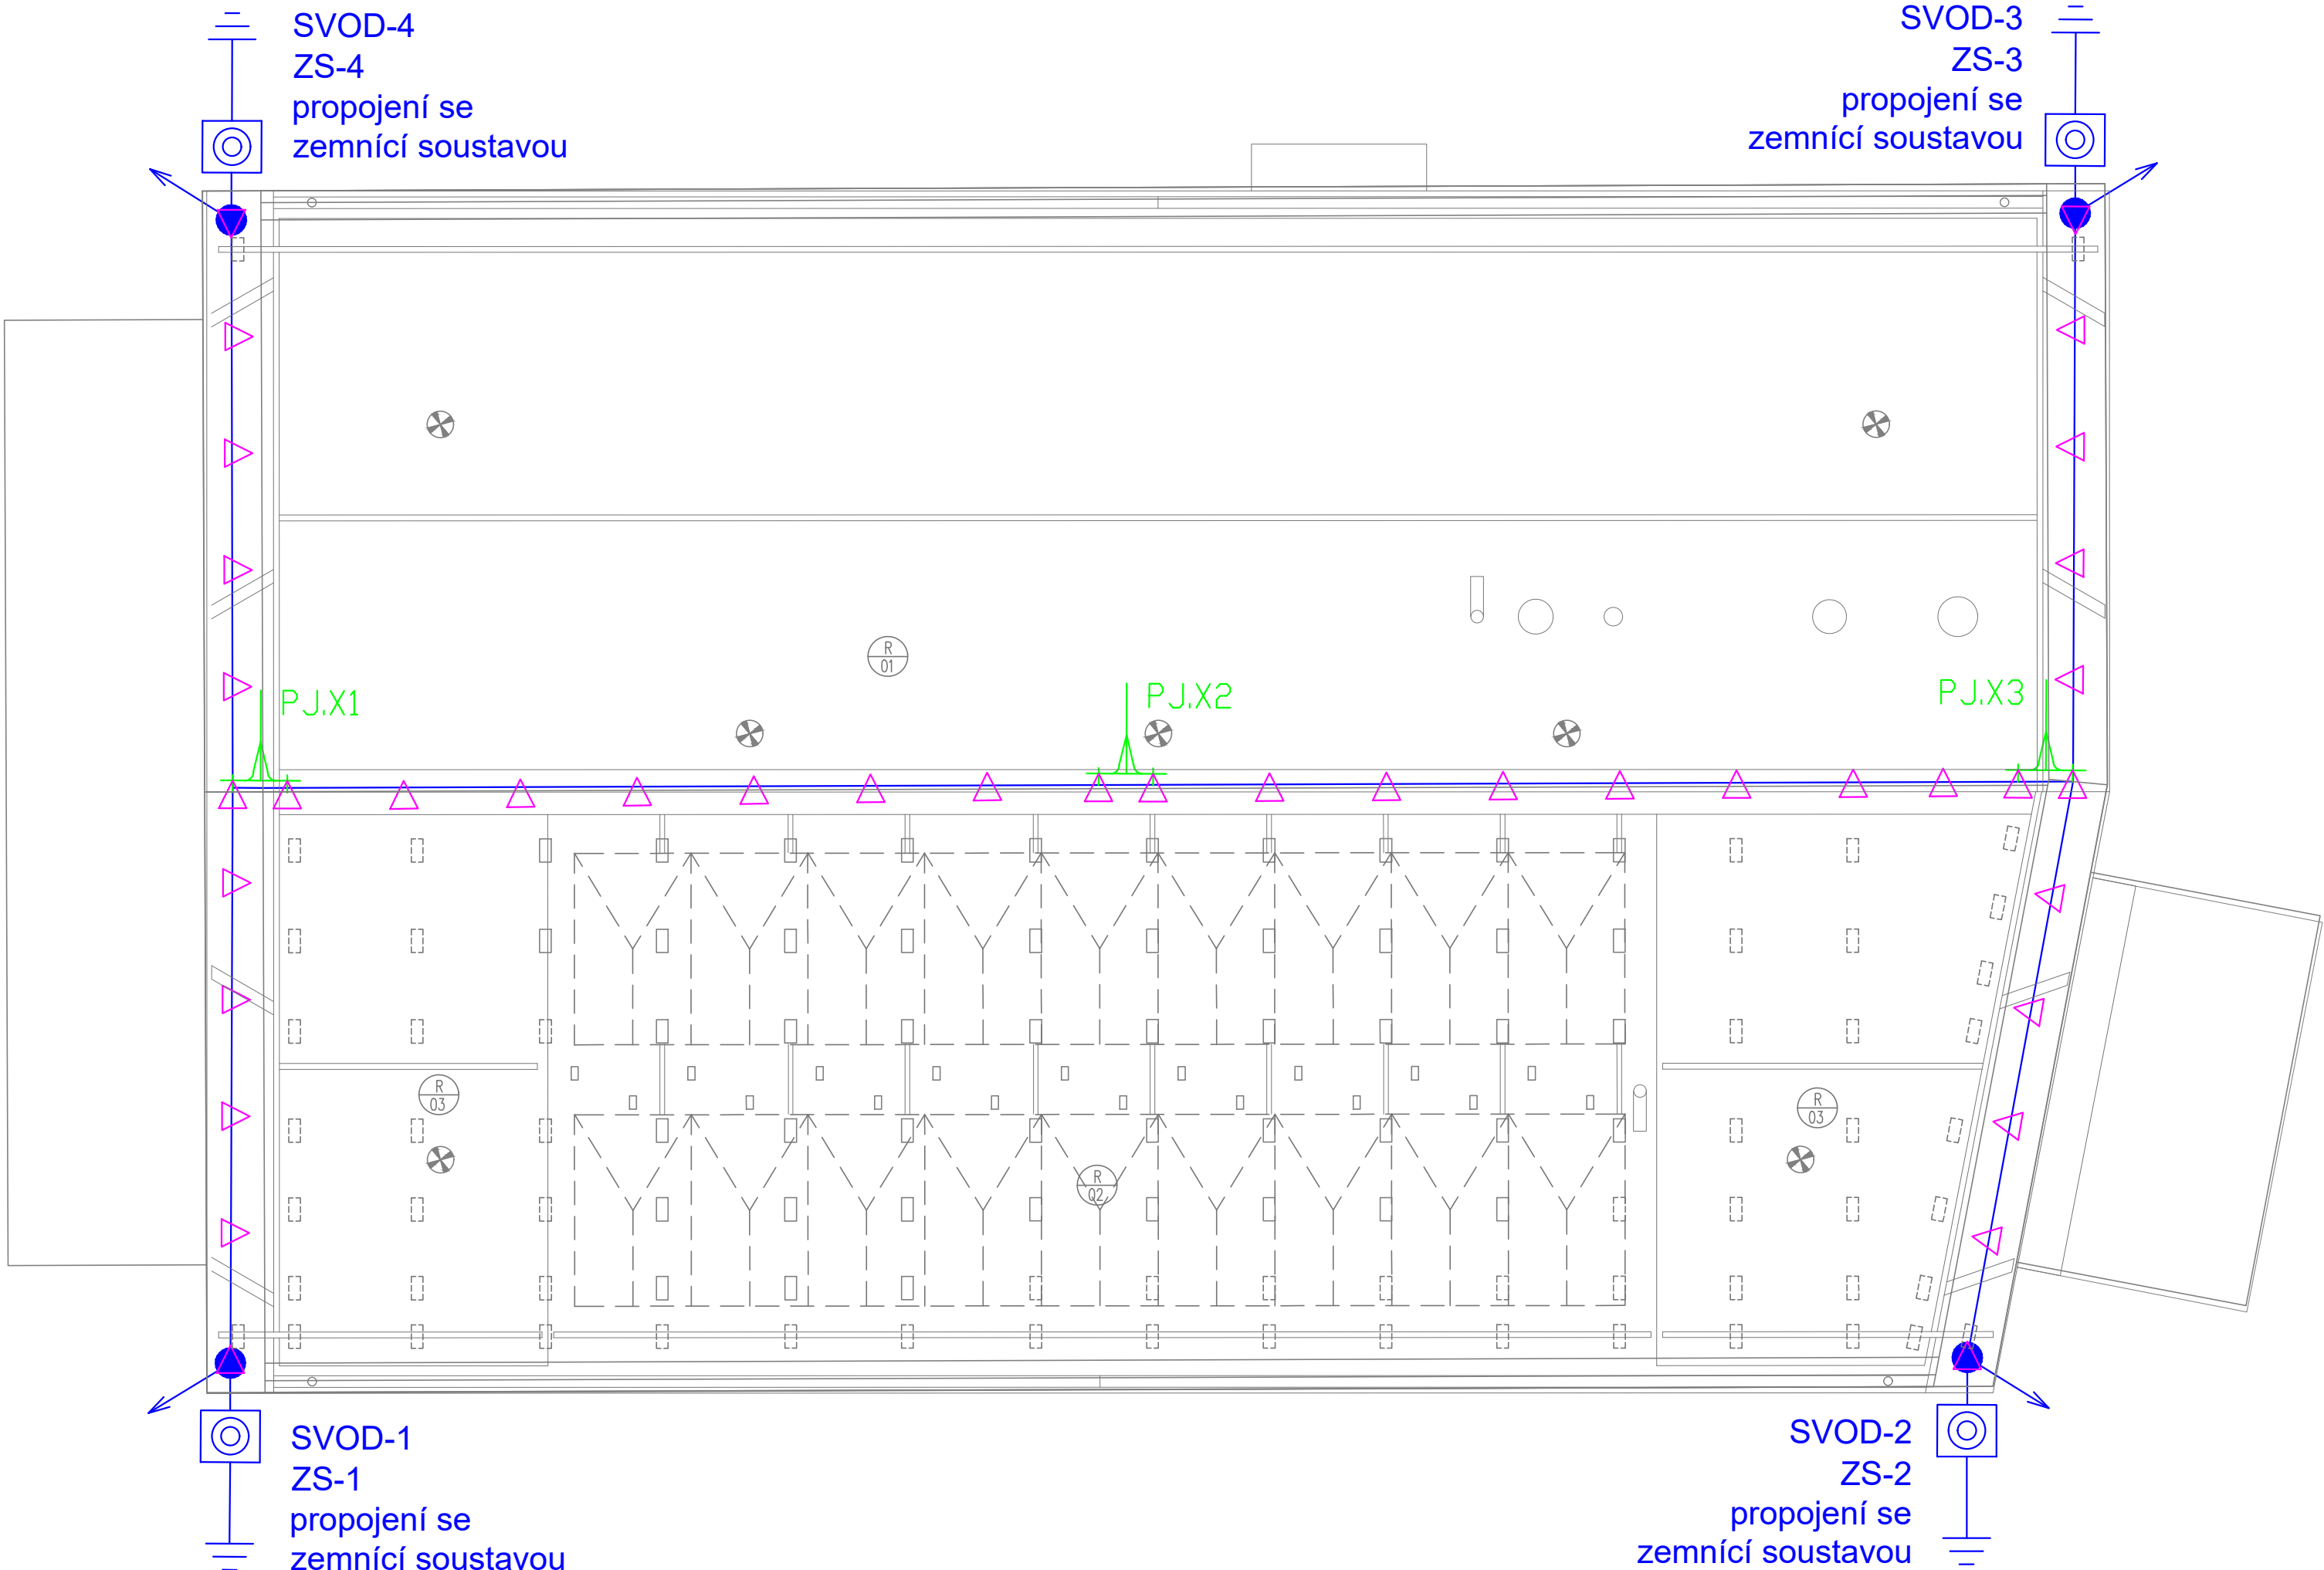 SVOD-4
ZS-4
propojení se
zemnící soustavou
SVOD-3
ZS-3
propojení se
zemnící soustavou
R
01
PJ.X1
PJ.X2
PJ.X3
R
03
R
03
R
02
SVOD-1
ZS-1
propojení se
zemnící soustavou
SVOD-2
ZS-2
propojení se
zemnící soustavou